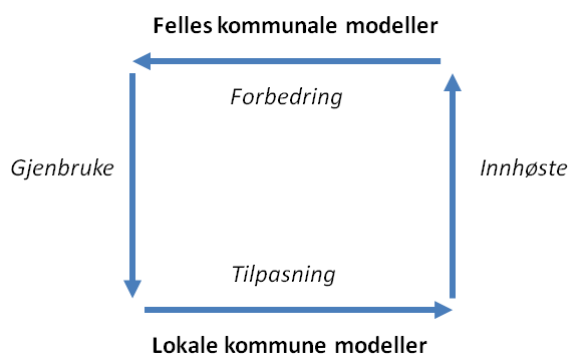 Felles kommunale modeller
Forbedring
Gjenbruke
Innhøste
Tilpasning
Lokale kommune modeller